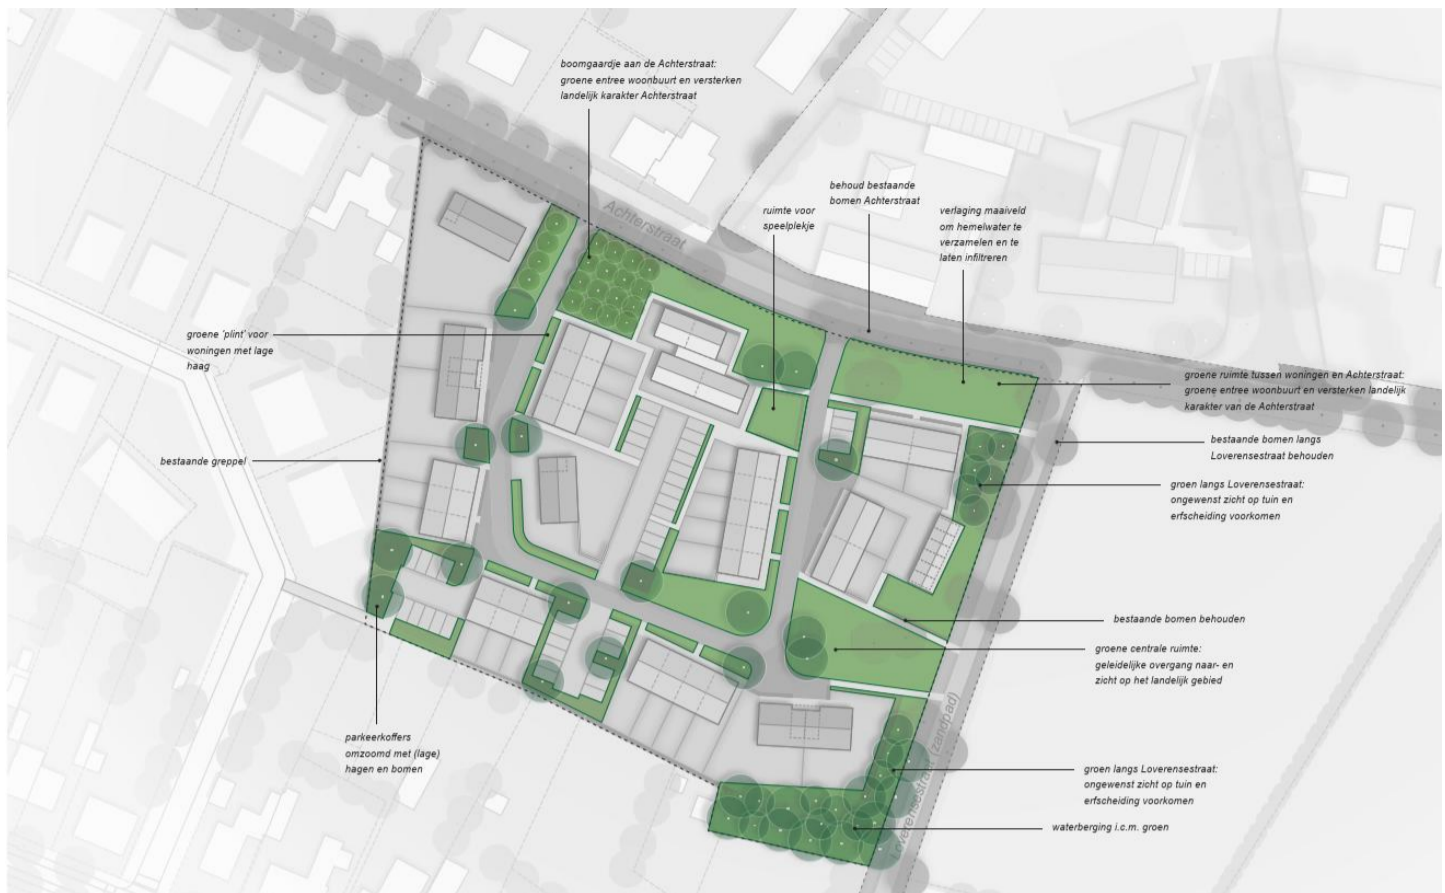 boomgaardje aan de Achterstraat:
groene entree woonbuurt en versterken
landelijk karakter Achterstraat
behoud bestaande
bomen Achterstraat
ruimte voor
speelplekje
verlaging maaiveld
om hemelwater te
verzamelen en te
laten infiltreren
Achterstraat
groene 'plint' voor
woningen met lage
haag
groene ruimte tussen woningen en Achterstraat:
groene entree woonbuurt en versterken landelijk
karakter van de Achterstraat
bestaande bomen langs
Loverensestraat behouden
bestaande greppel
groen langs Loverensestraat:
ongewenst zicht op tuin en
erfscheiding voorkomen
bestaande bomen behouden
groene centrale ruimte:
geleidelijke overgang naar- en
zicht op het landelijk gebied
parkeerkoffers
omzoomd met (lage)
hagen en bomen
groen langs Loverensestraat:
ongewenst zicht op tuin en
erfscheiding voorkomen
waterberging i.c.m. groen
Loverensestraat (zandpad)